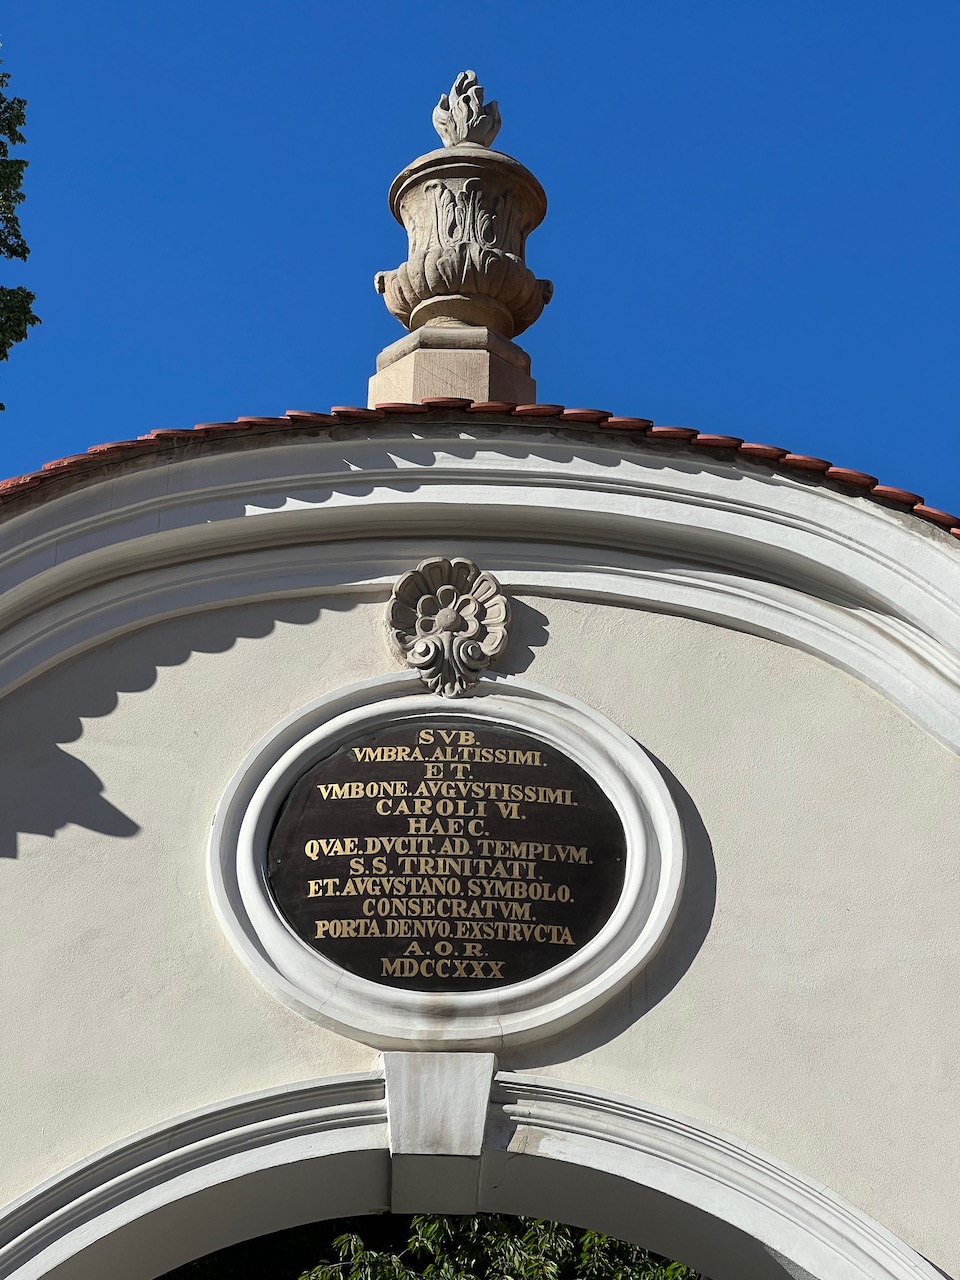 SVB.
VMBRA.ALTISSIMI.
ET.
VMBONE.AVGVSTISSIMI.
CAROLI VI.
HAEC.
QVAE.DVCIT.AD.TEMPLVM.
S.S.TRINITATI.
ET.AVGVSTANO.SYMBOLO.
CONSECRATVM.
PORTA.DENVO.EXSTRVCTA
A.O.R.
MDCCXXX